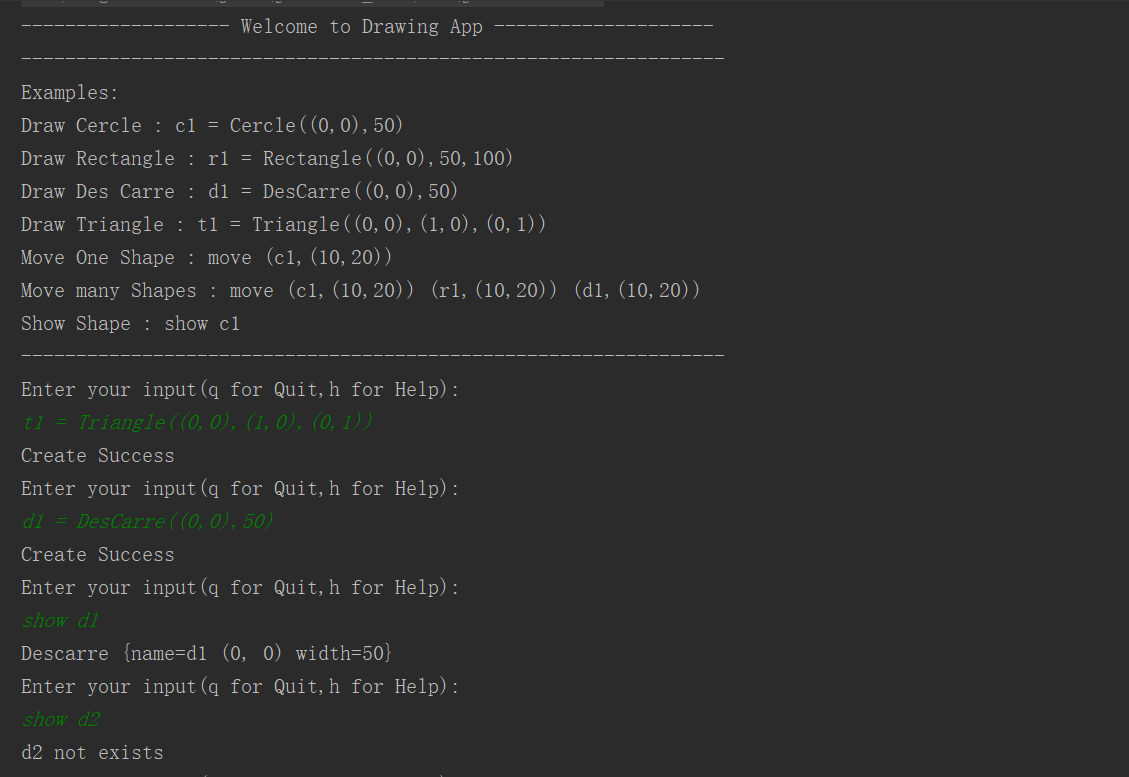 ------------------- Welcome to Drawing App --------------------
----------------------------------------------------------------
Examples:
Draw Cercle : c1 = Cercle((0,0),50)
Draw Rectangle : r1 = Rectangle((0,0),50,100)
Draw Des Carre : d1 = DesCarre((0,0),50)
Draw Triangle : t1 = Triangle((0,0),(1,0),(0,1))
Move One Shape : move (c1,(10,20))
Move many Shapes : move (c1,(10,20)) (r1,(10,20)) (d1,(10,20))
Show Shape : show c1
----------------------------------------------------------------
Enter your input(q for Quit,h for Help):
t1 = Triangle((0,0),(1,0),(0,1))
Create Success
Enter your input(q for Quit,h for Help):
d1 = DesCarre((0,0),50)
Create Success
Enter your input(q for Quit,h for Help):
show d1
Descarre {name=d1 (0, 0) width=50}
Enter your input(q for Quit,h for Help):
show d2
d2 not exists